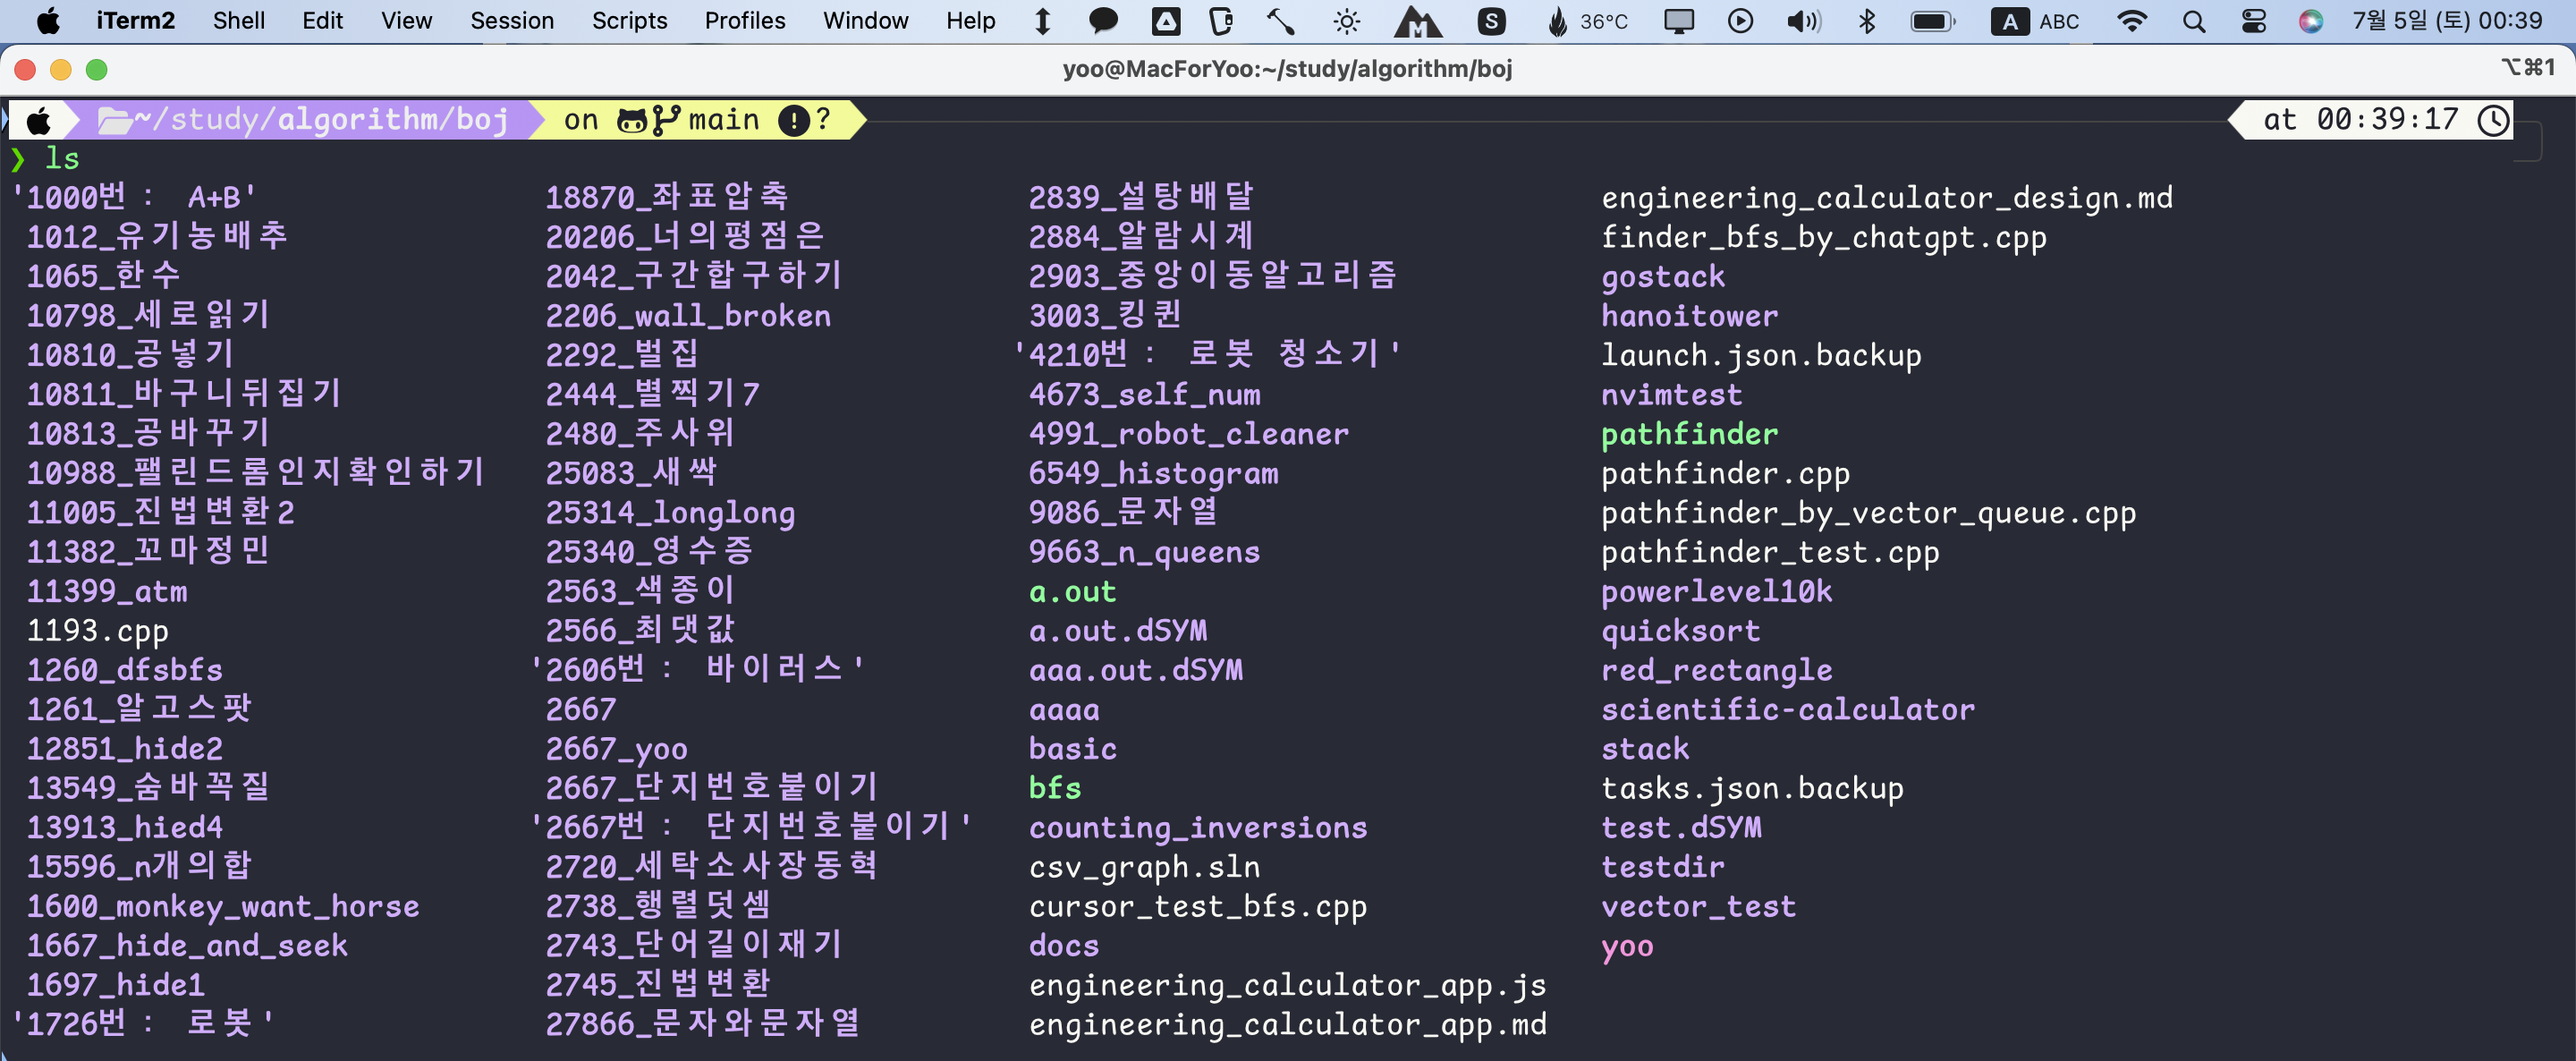 iTerm2 Shell Edit View Session Scripts Profiles Window Help 36°C A ABC 7월 5일 (토) 00:39
yoo@MacForYoo:~/study/algorithm/boj ⌥⌘1
~/study/algorithm/boj on main !? at 00:39:17
❯ ls
'1000번 : A+B' 18870_좌표압축 2839_설탕배달 engineering_calculator_design.md
1012_유기농배추 20206_너의평점은 2884_알람시계 finder_bfs_by_chatgpt.cpp
1065_한수 2042_구간합구하기 2903_중앙이동알고리즘 gostack
10798_세로읽기 2206_wall_broken 3003_킹퀸 hanoitower
10810_공넣기 2292_벌집 '4210번 : 로봇 청소기' launch.json.backup
10811_바구니뒤집기 2444_별찍기7 4673_self_num nvimtest
10813_공바꾸기 2480_주사위 4991_robot_cleaner pathfinder
10988_팰린드롬인지확인하기 25083_새싹 6549_histogram pathfinder.cpp
11005_진법변환2 25314_longlong 9086_문자열 pathfinder_by_vector_queue.cpp
11382_꼬마정민 25340_영수증 9663_n_queens pathfinder_test.cpp
11399_atm 2563_색종이 a.out powerlevel10k
1193.cpp 2566_최댓값 a.out.dSYM quicksort
1260_dfsbfs '2606번 : 바이러스' aaa.out.dSYM red_rectangle
1261_알고스팟 2667 aaaa scientific-calculator
12851_hide2 2667_yoo basic stack
13549_숨바꼭질 2667_단지번호붙이기 bfs tasks.json.backup
13913_hied4 '2667번 : 단지번호붙이기' counting_inversions test.dSYM
15596_n개의합 2720_세탁소사장동혁 csv_graph.sln testdir
1600_monkey_want_horse 2738_행렬덧셈 cursor_test_bfs.cpp vector_test
1667_hide_and_seek 2743_단어길이재기 docs yoo
1697_hide1 2745_진법변환 engineering_calculator_app.js
'1726번 : 로봇' 27866_문자와문자열 engineering_calculator_app.md